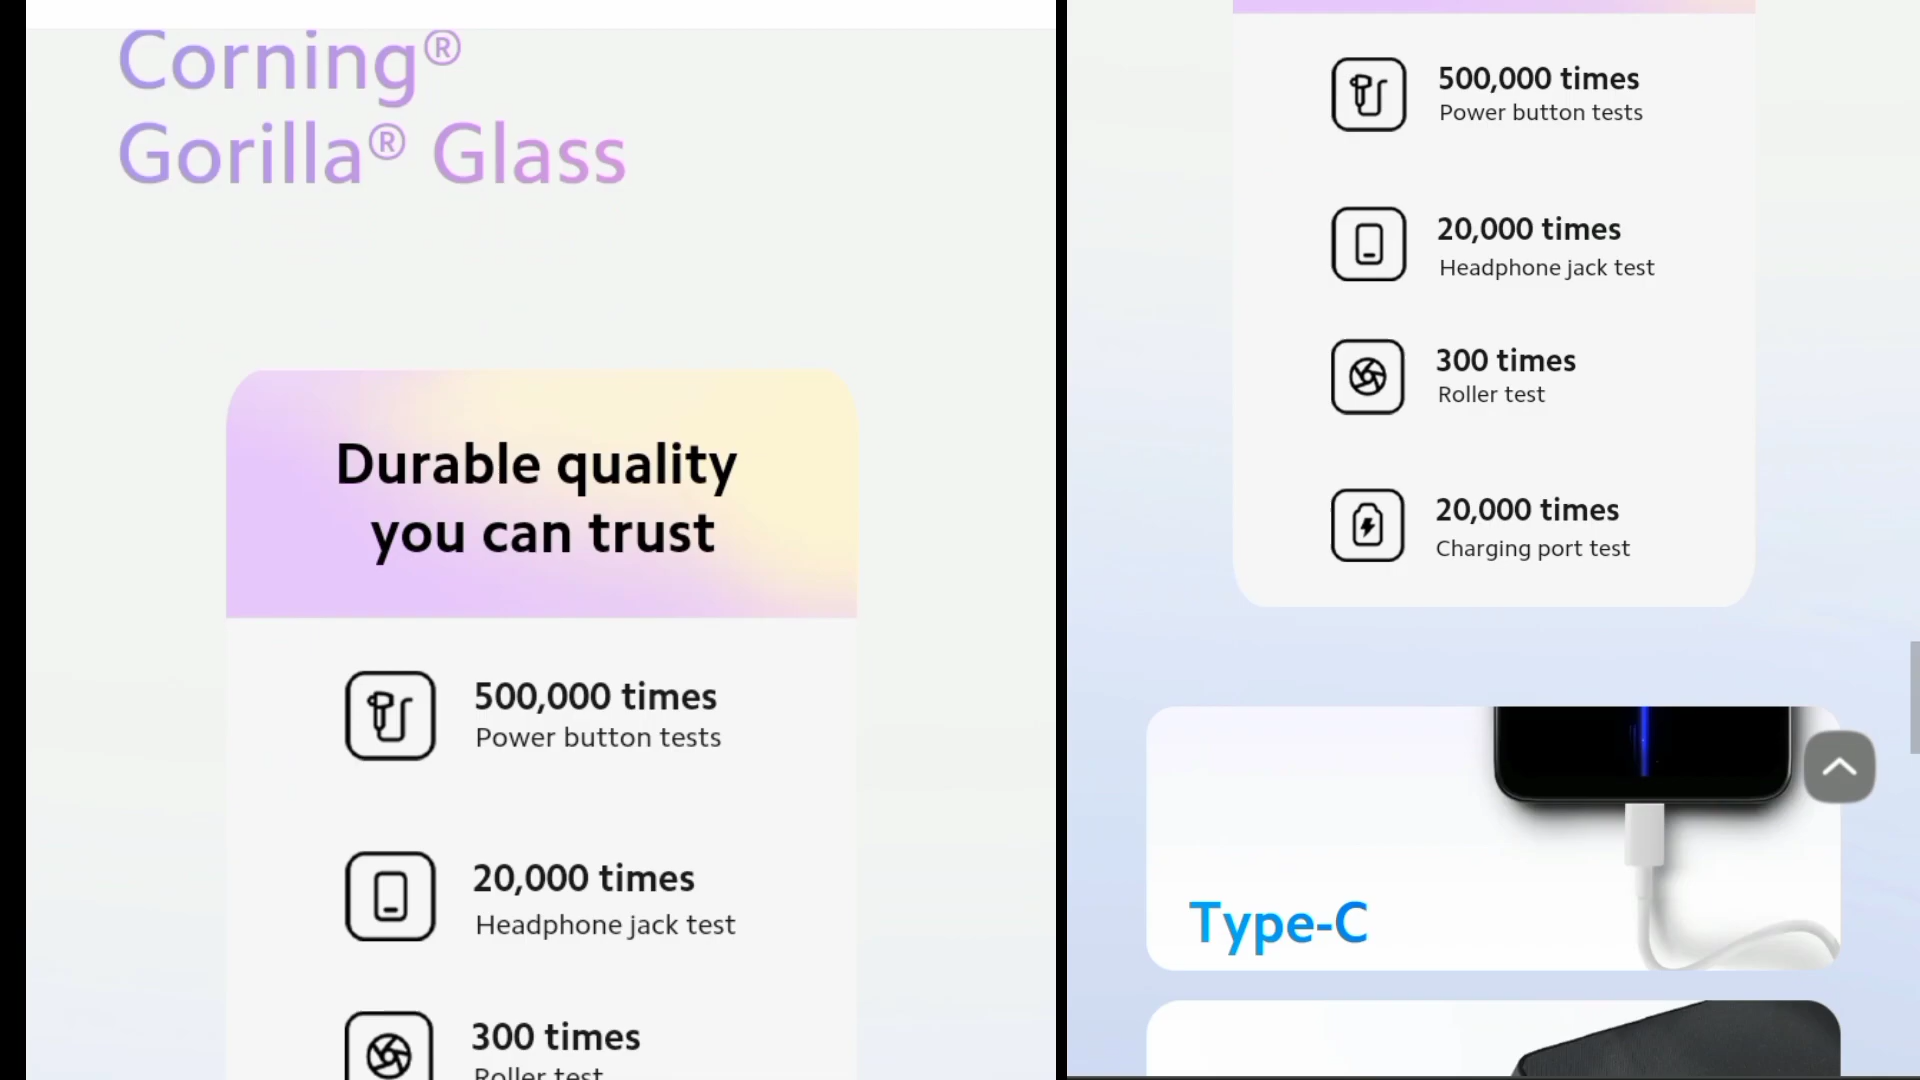 Corning®
Gorilla® Glass
Durable quality
you can trust
500,000 times
Power button tests
20,000 times
Headphone jack test
300 times
Roller test
500,000 times
Power button tests
20,000 times
Headphone jack test
300 times
Roller test
20,000 times
Charging port test
Type-C